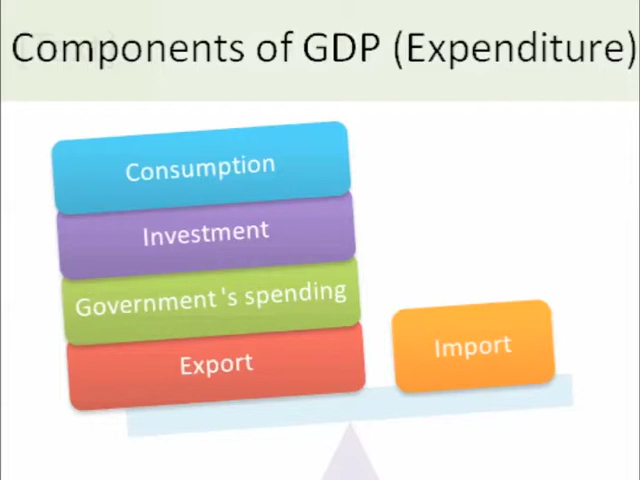 Components of GDP (Expenditure)
Consumption
Investment
Government's spending
Export
Import